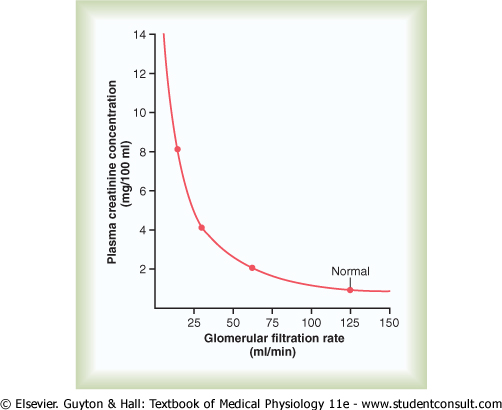 Plasma creatinine concentration
(mg/100 ml)
14
12
10
8
6
4
2
Normal
25 50 75 100 125 150
Glomerular filtration rate
(ml/min)
© Elsevier. Guyton & Hall: Textbook of Medical Physiology 11e - www.studentconsult.com